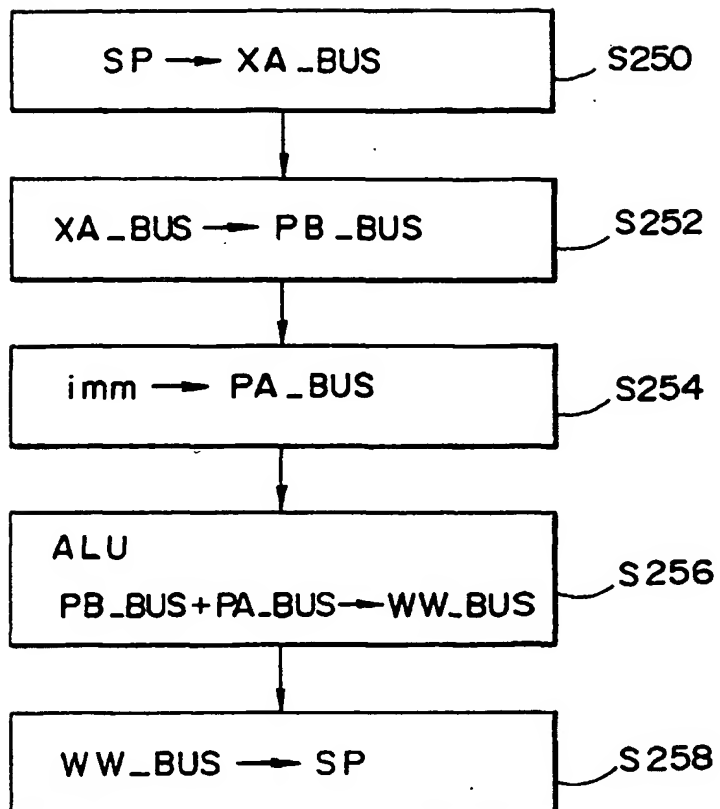 SP → XA_BUS S250
XA_BUS → PB_BUS S252
imm → PA_BUS S254
ALU
PB_BUS+PA_BUS→WW_BUS S256
WW_BUS → SP S258